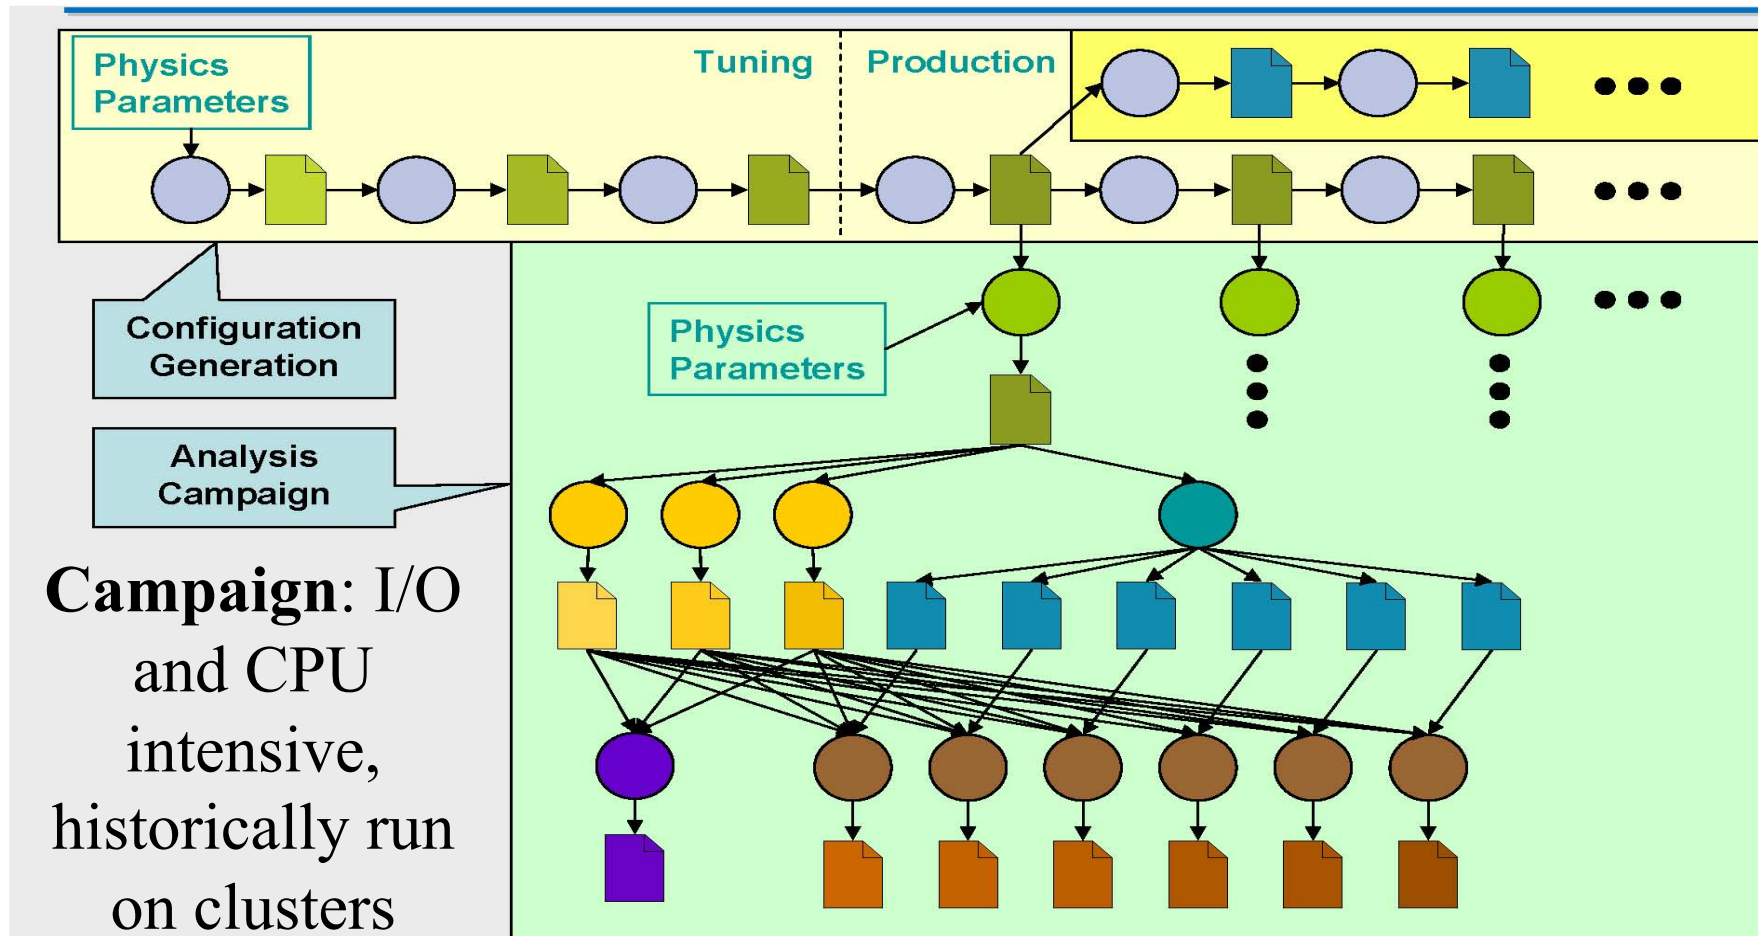 Physics
Parameters
Tuning
Production
Configuration
Generation
Physics
Parameters
Analysis
Campaign
Campaign: I/O
and CPU
intensive,
historically run
on clusters